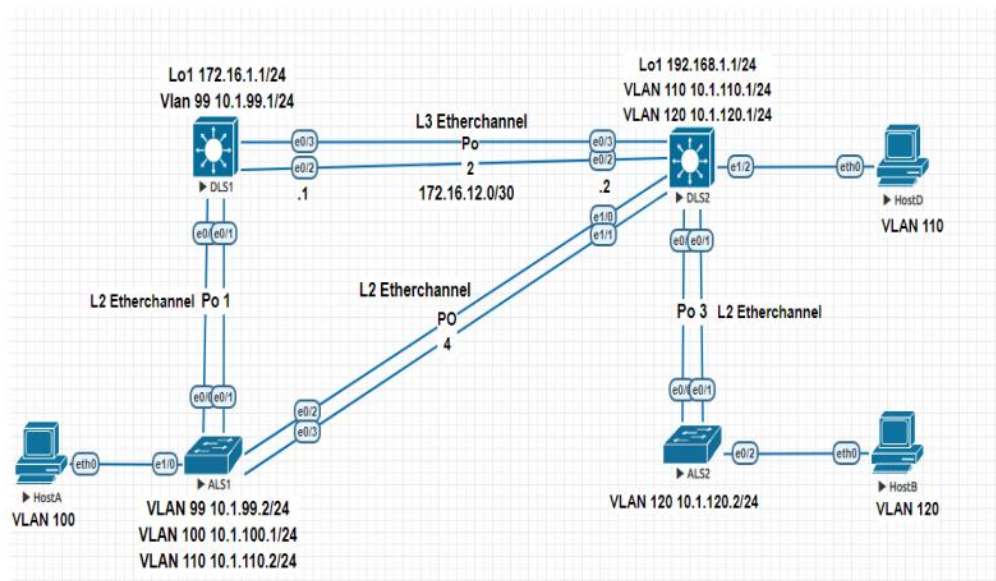 Lo1 172.16.1.1/24
Vlan 99 10.1.99.1/24
Lo1 192.168.1.1/24
VLAN 110 10.1.110.1/24
VLAN 120 10.1.120.1/24
L3 Etherchannel
Po
2
172.16.12.0/30
e0/3
e0/2
.1
e0/3
e0/2
.2
DLS1
DLS2
e1/2
eth0
HostD
VLAN 110
e1/0
e1/1
e0/1
e0/1
L2 Etherchannel Po 1
L2 Etherchannel
PO
4
Po 3 L2 Etherchannel
e0/1
e0/1
e0/2
e0/3
eth0
e1/0
HostA
VLAN 100
ALS1
VLAN 99 10.1.99.2/24
VLAN 100 10.1.100.1/24
VLAN 110 10.1.110.2/24
e0/2
eth0
ALS2
VLAN 120 10.1.120.2/24
HostB
VLAN 120